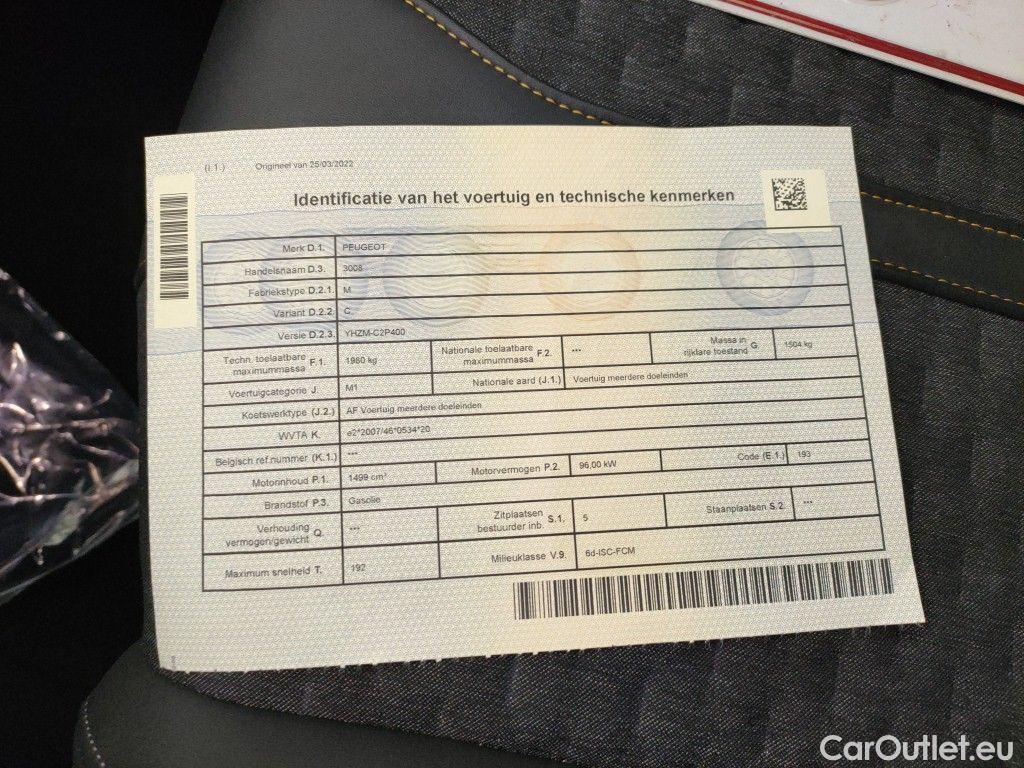 (I.1.) Origineel van 25/03/2022
Identificatie van het voertuig en technische kenmerken
Merk D.1. PEUGEOT
Handelsnaam D.3. 3008
Fabriekstype D.2.1. M
Variant D.2.2. C
Versie D.2.3. YHZM-C2P400
Techn. toelaatbare maximummassa F.1. 1980 kg Nationale toelaatbare maximummassa F.2. --- Massa in rijklare toestand G 1504 kg
Voertuigcategorie J. M1 Nationale aard (J.1.) Voertuig meerdere doeleinden
Koetswerktype (J.2.) AF Voertuig meerdere doeleinden
WVTA K. e2*2007/46*0534*20
Belgisch ref.nummer (K.1.) ---
Motorinhoud P.1. 1499 cm³ Motorvermogen P.2. 96,00 kW Code (E.1.) 193
Brandstof P.3. Gasolie
Verhouding vermogen/gewicht Q. --- Zitplaatsen bestuurder inb. S.1. 5 Staanplaatsen S.2. ---
Maximum snelheid T. 192 Milieuklasse V.9. 6d-ISC-FCM
CarOutlet.eu